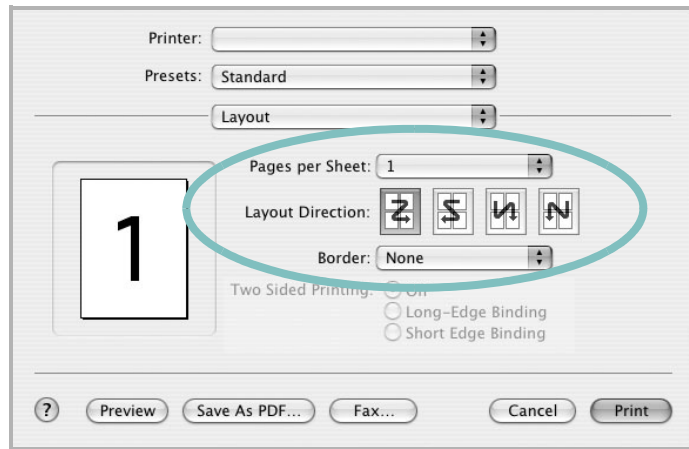 Printer:
Presets: Standard
Layout
Pages per Sheet: 1
Layout Direction:
1
Border: None
Two Sided Printing:
Long-Edge Binding
Short Edge Binding
? Preview Save As PDF... Fax... Cancel Print